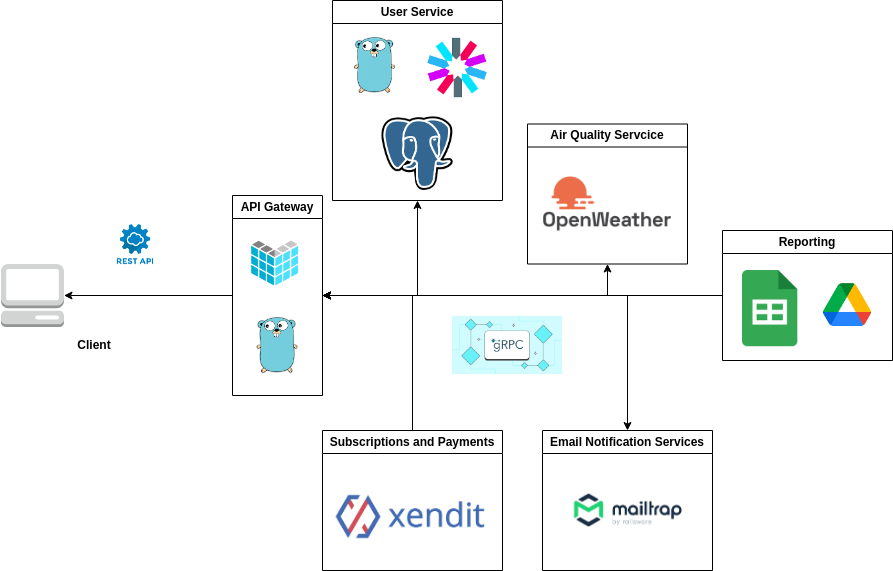 User Service
Air Quality Servcice
OpenWeather
API Gateway
REST API
Reporting
Client
gRPC
Subscriptions and Payments
Email Notification Services
xendit
mailtrap
by railsware